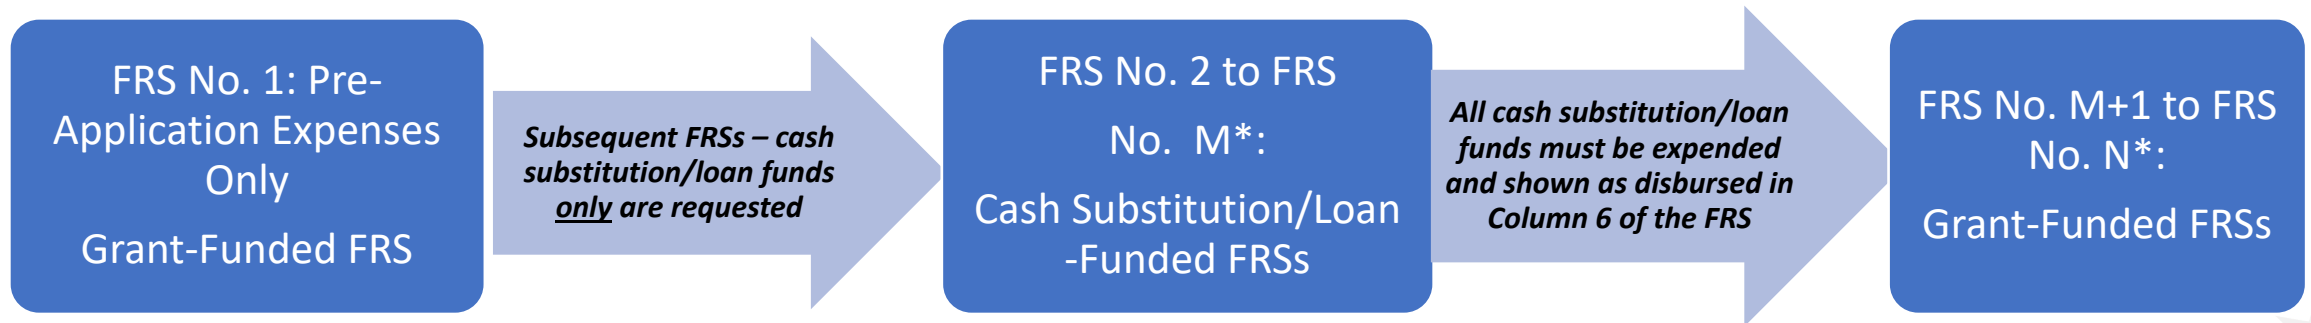 FRS No. 1: Pre-
Application Expenses
Only
Grant-Funded FRS
Subsequent FRSs – cash
substitution/loan funds
only are requested
FRS No. 2 to FRS
No. M*:
Cash Substitution/Loan
-Funded FRSs
All cash substitution/loan
funds must be expended
and shown as disbursed in
Column 6 of the FRS
FRS No. M+1 to FRS
No. N*:
Grant-Funded FRSs